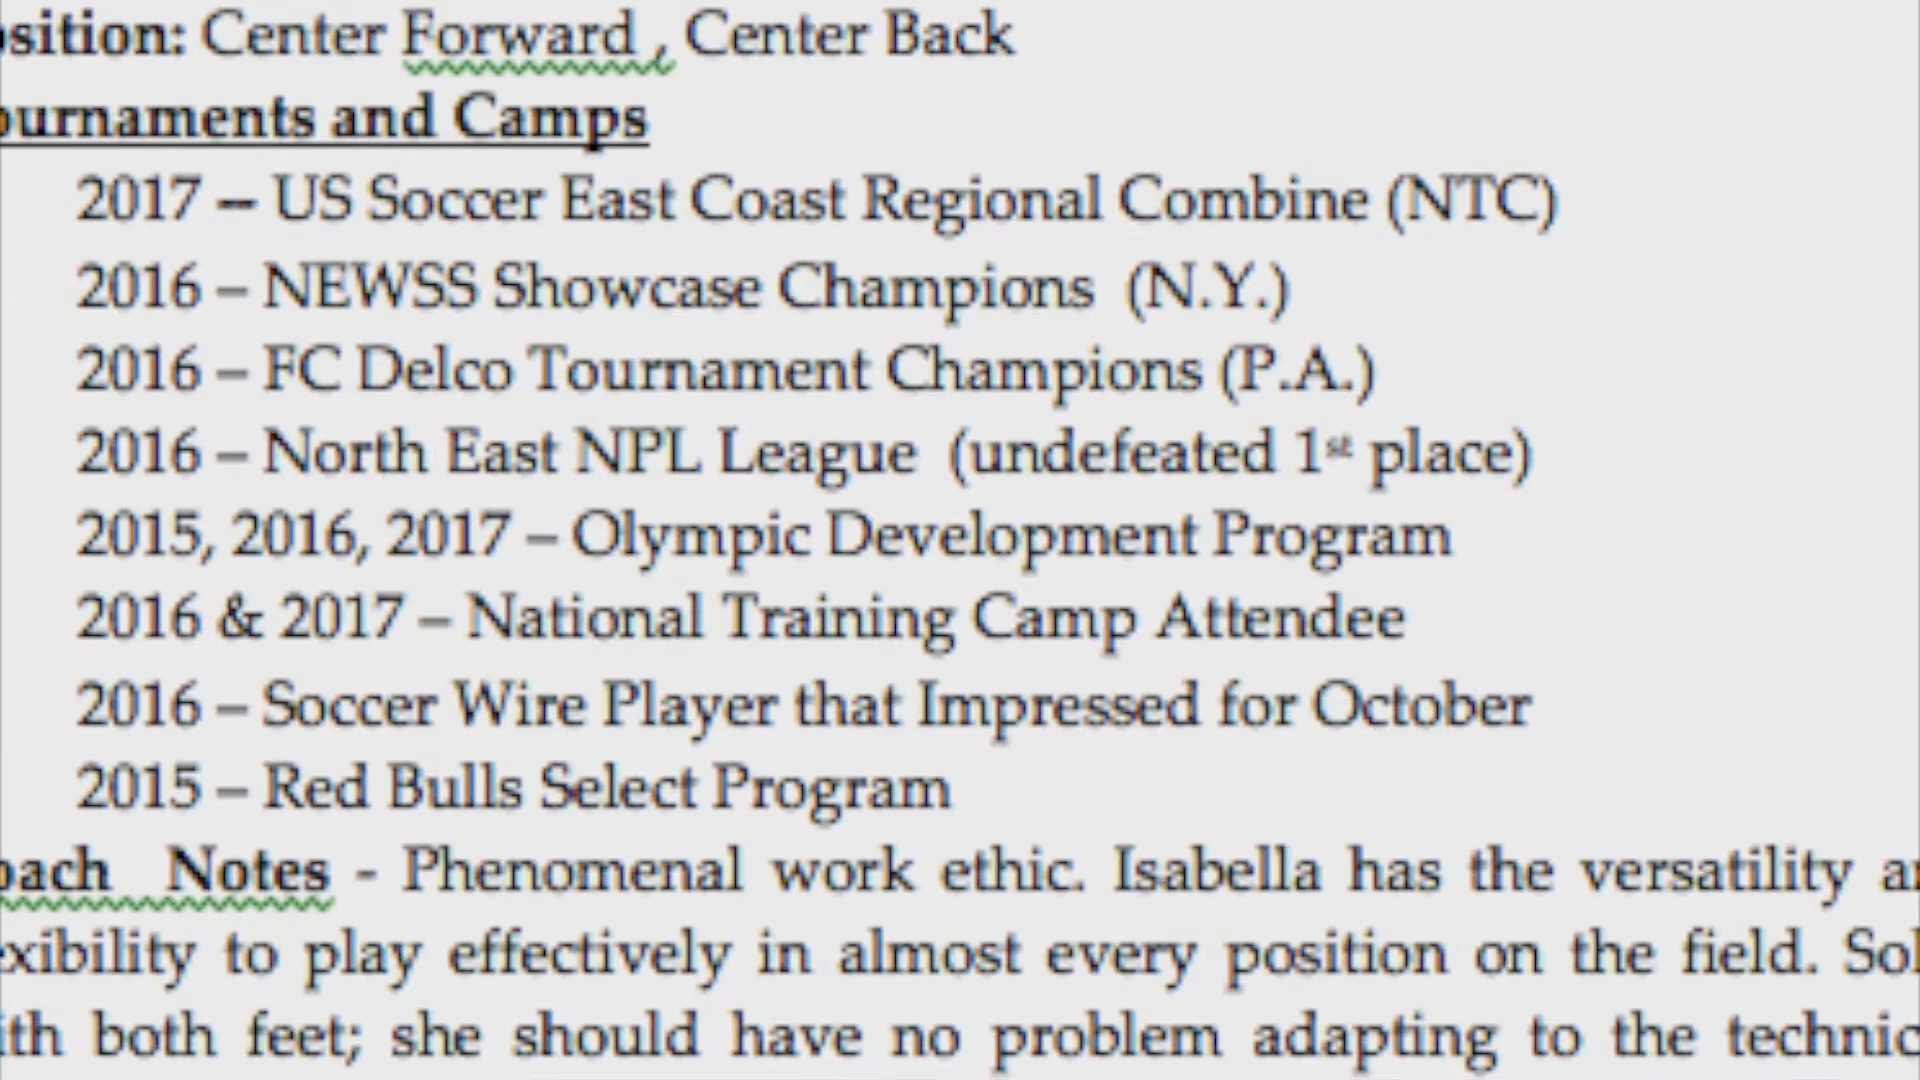 osition: Center Forward , Center Back
ournaments and Camps
2017 – US Soccer East Coast Regional Combine (NTC)
2016 – NEWSS Showcase Champions (N.Y.)
2016 – FC Delco Tournament Champions (P.A.)
2016 – North East NPL League (undefeated 1st place)
2015, 2016, 2017 – Olympic Development Program
2016 & 2017 – National Training Camp Attendee
2016 – Soccer Wire Player that Impressed for October
2015 – Red Bulls Select Program
oach Notes - Phenomenal work ethic. Isabella has the versatility an
exibility to play effectively in almost every position on the field. Sol
ith both feet; she should have no problem adapting to the technic